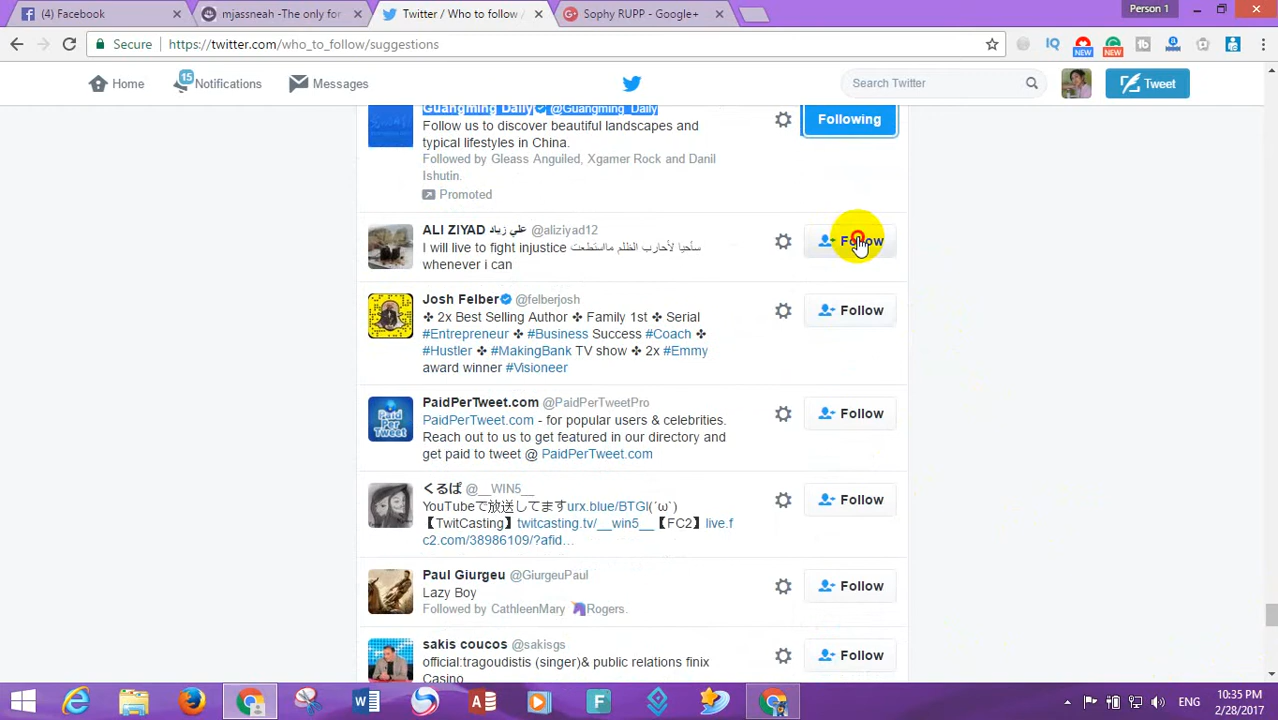 (4) Facebook
mjassneah -The only for
Twitter / Who to follow /
Sophy RUPP - Google+
Person 1
Secure
https://twitter.com/who_to_follow/suggestions
NEW
NEW
Home
15
Notifications
Messages
Search Twitter
Tweet
Guangming Daily @Guangming_Daily
Following
Follow us to discover beautiful landscapes and
typical lifestyles in China.
Followed by Gleass Anguiled, Xgamer Rock and Danil
Ishutin.
Promoted
ALI ZIYAD علي زياد @aliziyad12
I will live to fight injustice سأحيا لأحارب الظلم مااستطعت
whenever i can
Follow
Josh Felber @felberjosh
✤ 2x Best Selling Author ✤ Family 1st ✤ Serial
#Entrepreneur ✤ #Business Success #Coach ✤
#Hustler ✤ #MakingBank TV show ✤ 2x #Emmy
award winner #Visioneer
Follow
Paid
Per
Tweet
PaidPerTweet.com @PaidPerTweetPro
PaidPerTweet.com - for popular users & celebrities.
Reach out to us to get featured in our directory and
get paid to tweet @ PaidPerTweet.com
Follow
くるぱ @__WIN5__
YouTubeで放送してますurx.blue/BTGI(´ω`)
【TwitCasting】twitcasting.tv/__win5__【FC2】live.f
c2.com/38986109/?afid…
Follow
Paul Giurgeu @GiurgeuPaul
Lazy Boy
Followed by CathleenMary 🦄Rogers.
Follow
sakis coucos @sakisgs
official:tragoudistis (singer)& public relations finix
Casino
Follow
ENG
10:35 PM
2/28/2017